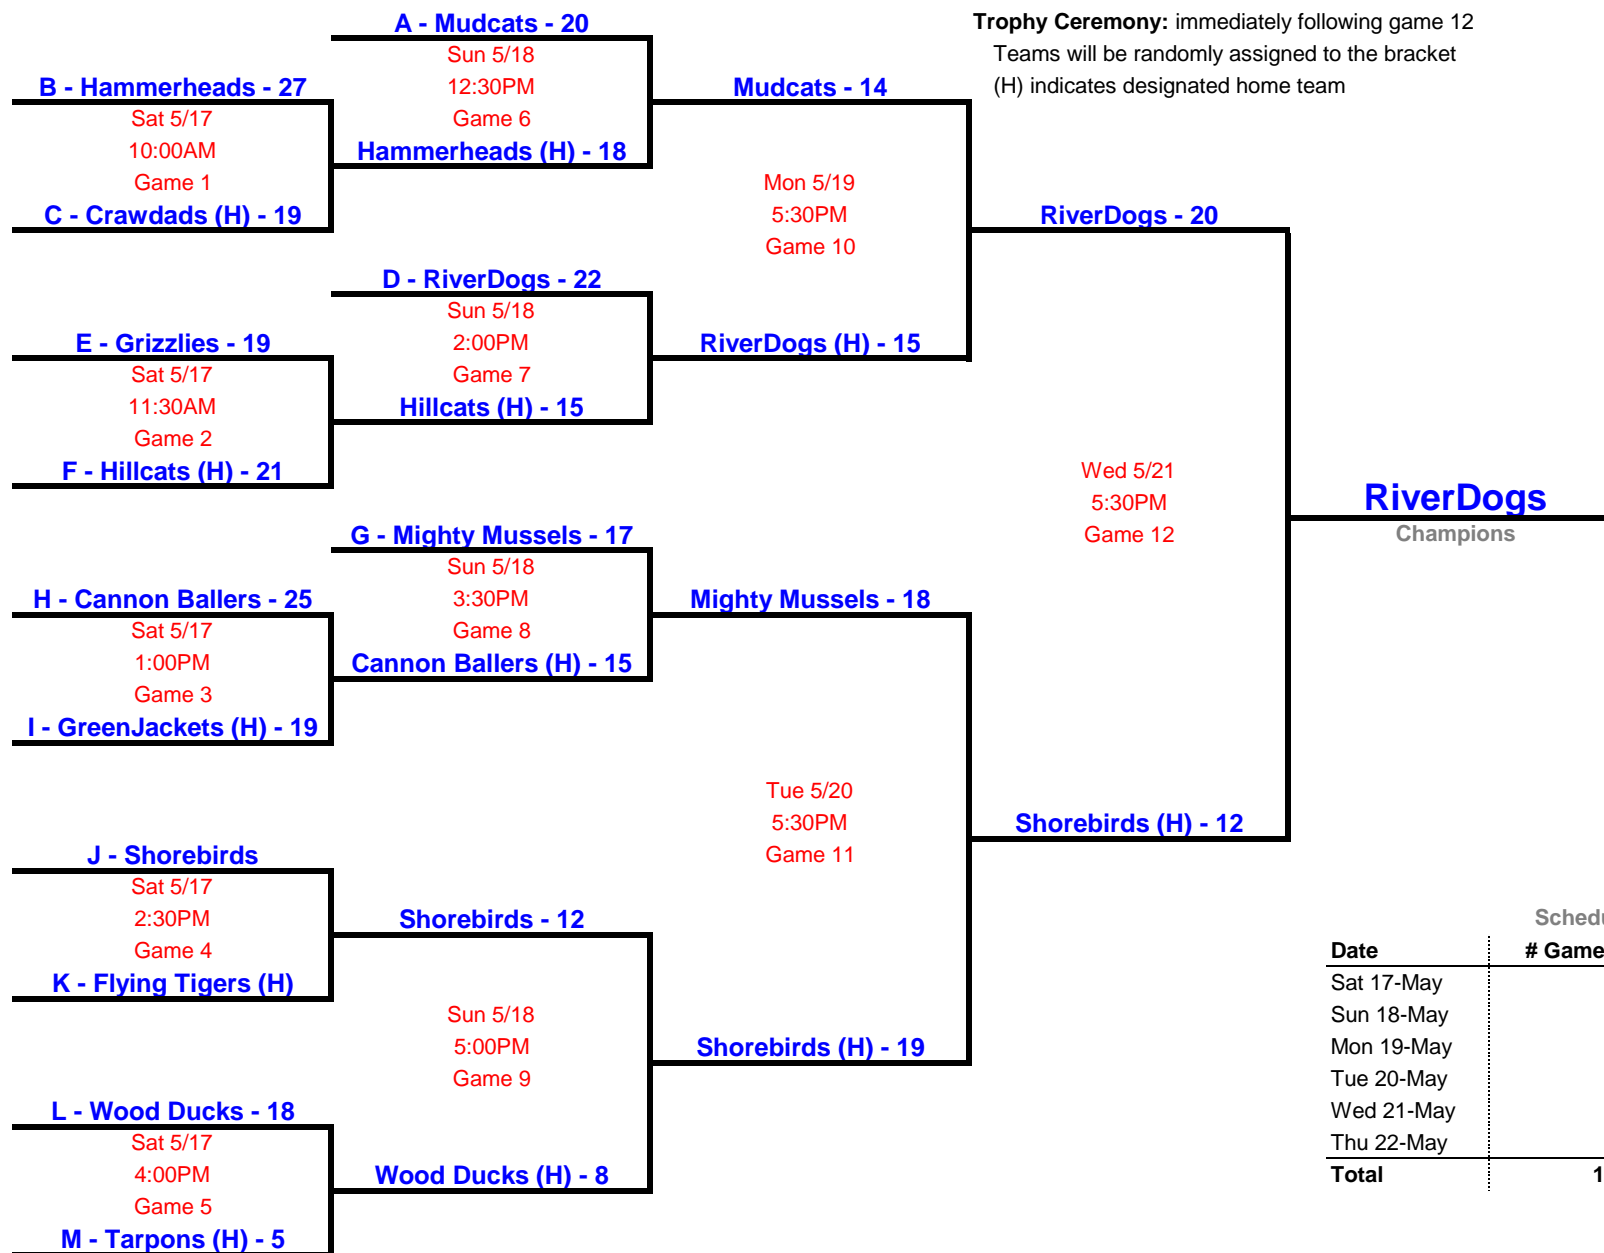 A - Mudcats - 20
Sun 5/18
12:30PM
Game 6
Hammerheads (H) - 18
B - Hammerheads - 27
Sat 5/17
10:00AM
Game 1
C - Crawdads (H) - 19
D - RiverDogs - 22
Sun 5/18
2:00PM
Game 7
Hillcats (H) - 15
E - Grizzlies - 19
Sat 5/17
11:30AM
Game 2
F - Hillcats (H) - 21
G - Mighty Mussels - 17
Sun 5/18
3:30PM
Game 8
Cannon Ballers (H) - 15
H - Cannon Ballers - 25
Sat 5/17
1:00PM
Game 3
I - GreenJackets (H) - 19
J - Shorebirds
Sat 5/17
2:30PM
Game 4
K - Flying Tigers (H)
Shorebirds - 12
Sun 5/18
5:00PM
Game 9
Wood Ducks (H) - 8
L - Wood Ducks - 18
Sat 5/17
4:00PM
Game 5
M - Tarpons (H) - 5
Mudcats - 14
Mon 5/19
5:30PM
Game 10
RiverDogs (H) - 15
Mighty Mussels - 18
Tue 5/20
5:30PM
Game 11
Shorebirds (H) - 19
RiverDogs - 20
Wed 5/21
5:30PM
Game 12
Shorebirds (H) - 12
RiverDogs
Champions
Trophy Ceremony: immediately following game 12
Teams will be randomly assigned to the bracket
(H) indicates designated home team
Schedu
Date # Game
Sat 17-May
Sun 18-May
Mon 19-May
Tue 20-May
Wed 21-May
Thu 22-May
Total 1